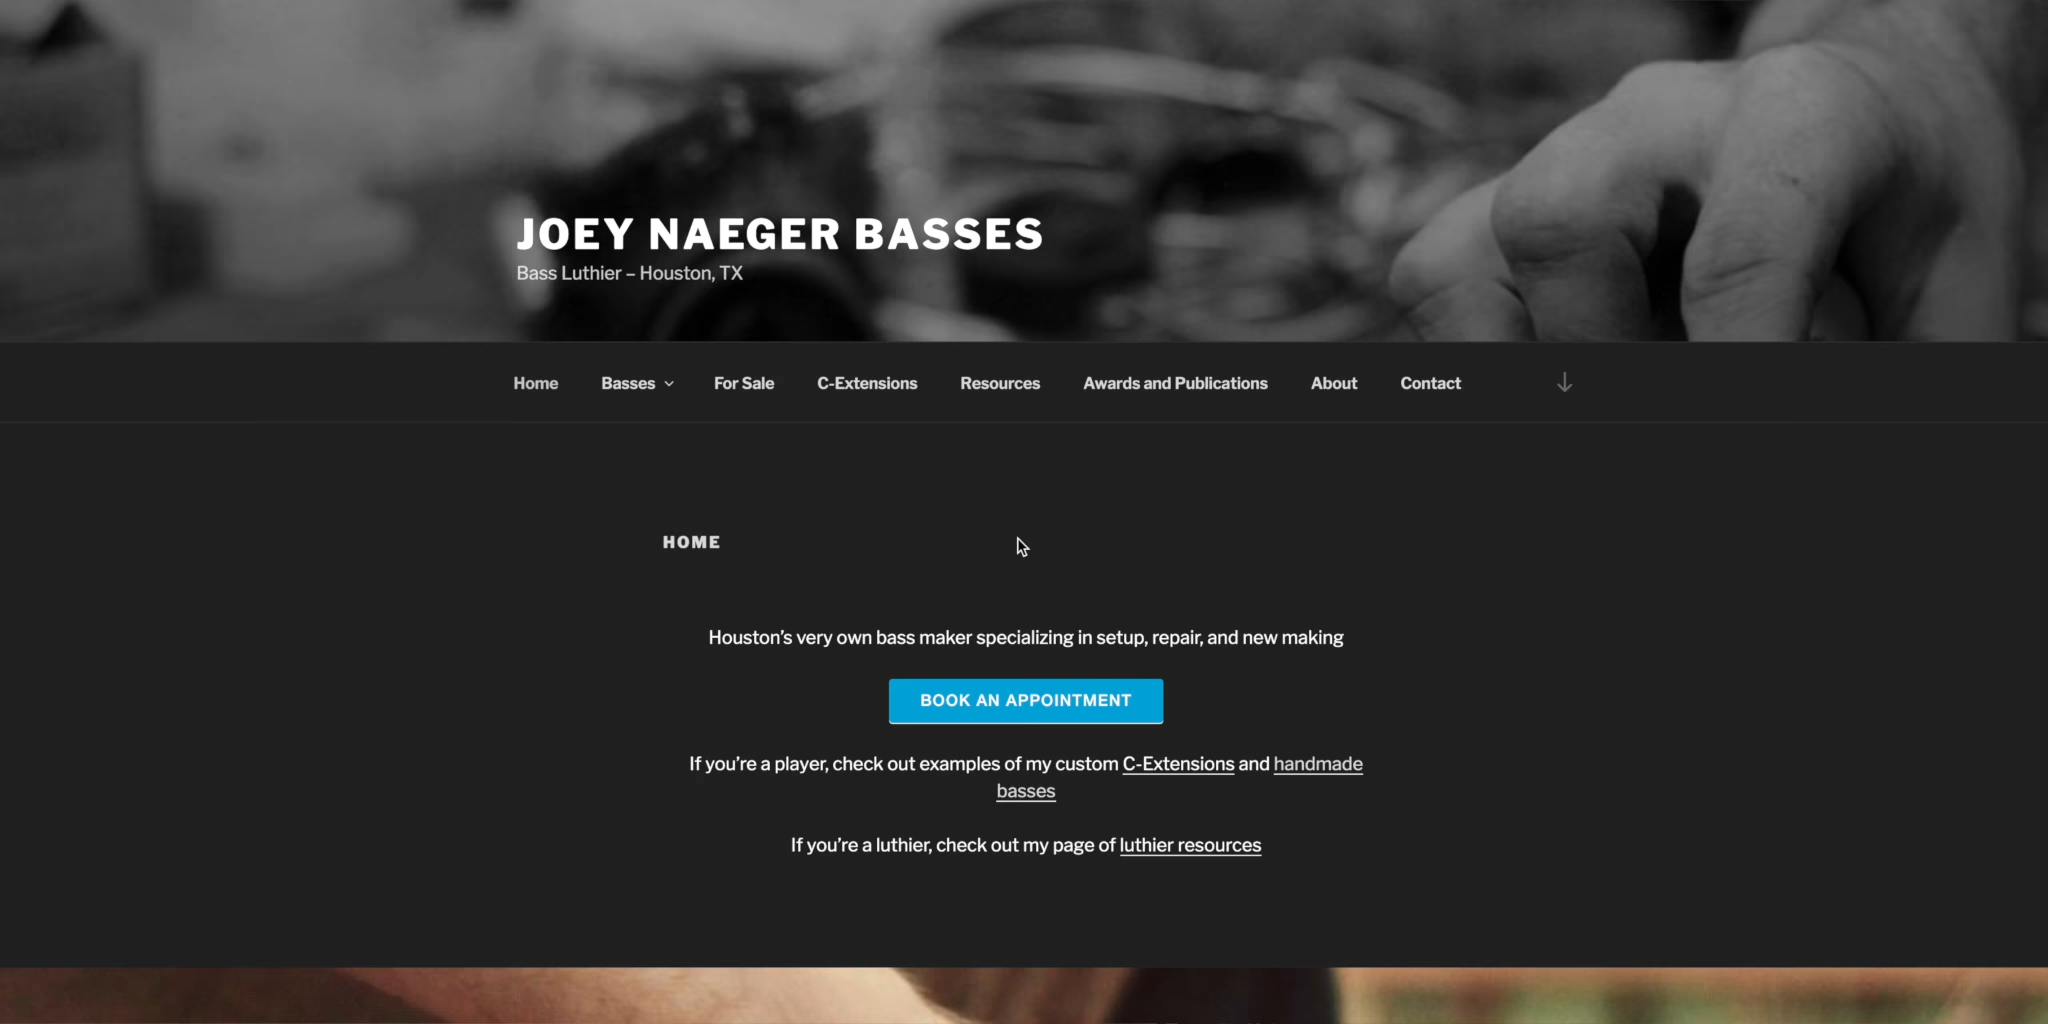 JOEY NAEGER BASSES
Bass Luthier – Houston, TX
Home Basses For Sale C-Extensions Resources Awards and Publications About Contact
HOME
Houston’s very own bass maker specializing in setup, repair, and new making
BOOK AN APPOINTMENT
If you’re a player, check out examples of my custom C-Extensions and handmade
basses
If you’re a luthier, check out my page of luthier resources